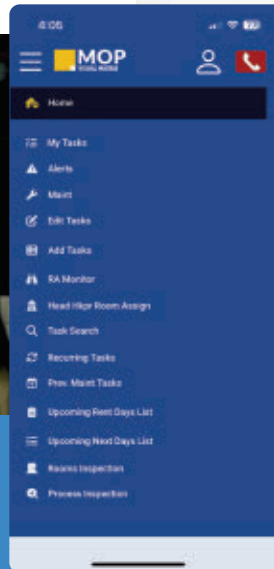 4:05
MOP
Home
My Tasks
Alerts
Maint
Edit Tasks
Add Tasks
RA Monitor
Head Hkpr Room Assign
Task Search
Recurring Tasks
Prev. Maint Tasks
Upcoming Rent Days List
Upcoming Next Days List
Rooms Inspection
Process Inspection